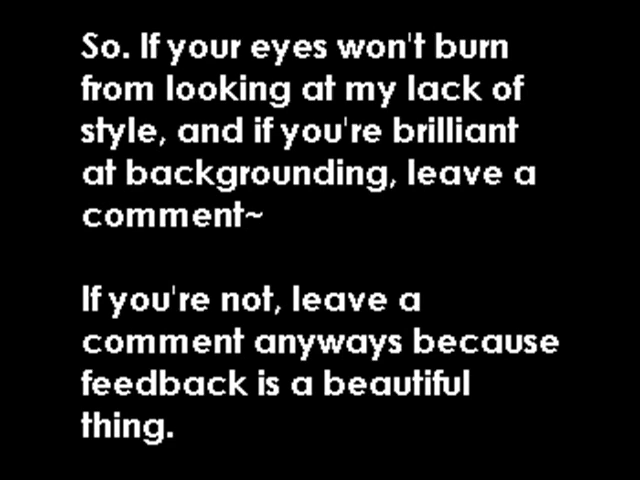 So. If your eyes won't burn
from looking at my lack of
style, and if you're brilliant
at backgrounding, leave a
comment~
If you're not, leave a
comment anyways because
feedback is a beautiful
thing.